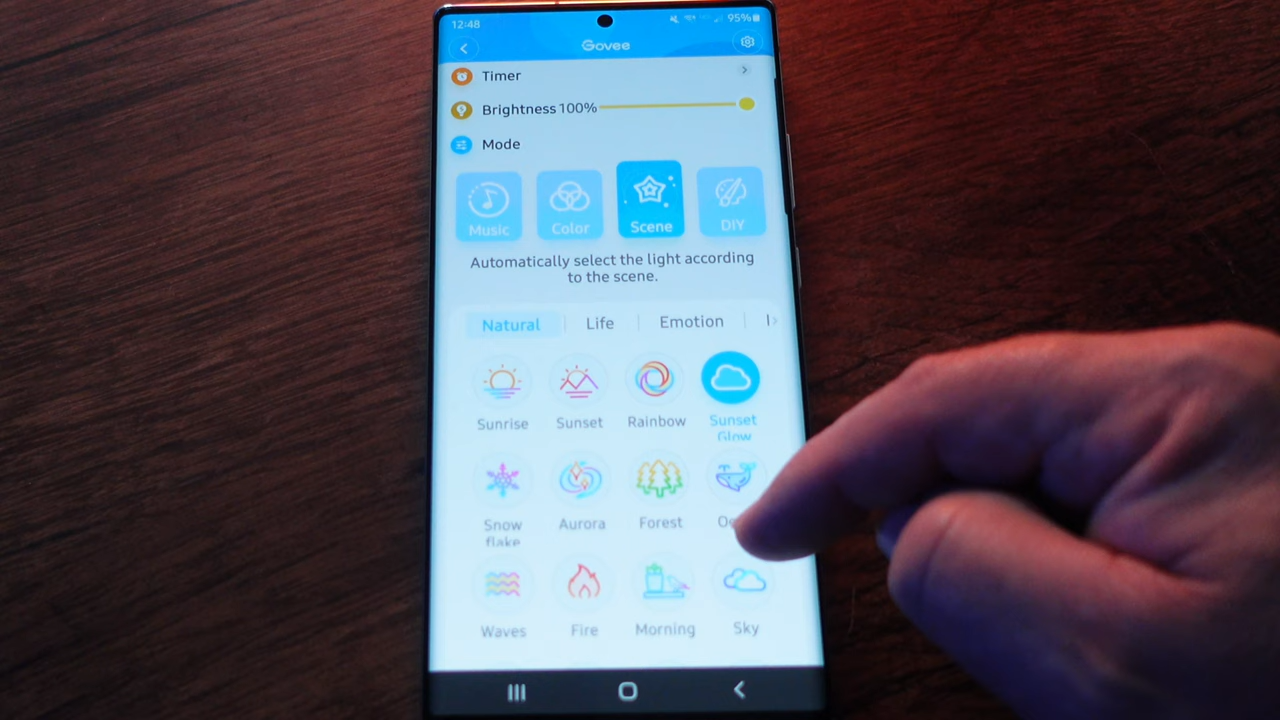 12:48 95%
Govee
Timer
Brightness 100%
Mode
Music Color Scene DIY
Automatically select the light according
to the scene.
Natural Life Emotion
Sunrise Sunset Rainbow Sunset
Glow
Snow Aurora Forest
flake
Waves Fire Morning Sky